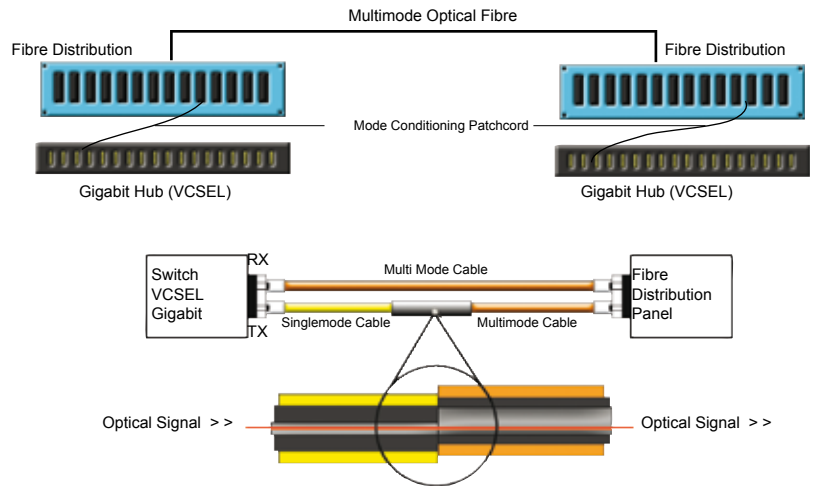 Multimode Optical Fibre
Fibre Distribution
Fibre Distribution
Mode Conditioning Patchcord
Gigabit Hub (VCSEL)
Gigabit Hub (VCSEL)
Switch
VCSEL
Gigabit
RX
TX
Multi Mode Cable
Singlemode Cable
Multimode Cable
Fibre
Distribution
Panel
Optical Signal >>
Optical Signal >>